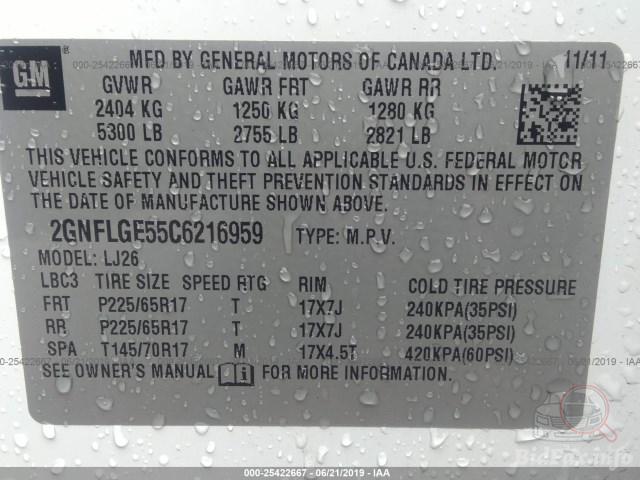 GM
®
MFD BY GENERAL MOTORS OF CANADA LTD. 11/11
GVWR GAWR FRT GAWR RR
2404 KG 1250 KG 1280 KG
5300 LB 2755 LB 2821 LB
THIS VEHICLE CONFORMS TO ALL APPLICABLE U.S. FEDERAL MOTOR
VEHICLE SAFETY AND THEFT PREVENTION STANDARDS IN EFFECT ON
THE DATE OF MANUFACTURE SHOWN ABOVE.
2GNFLGE55C6216959 TYPE: M.P.V.
MODEL: LJ26
LBC3 TIRE SIZE SPEED RTG RIM COLD TIRE PRESSURE
FRT P225/65R17 T 17X7J 240KPA(35PSI)
RR P225/65R17 T 17X7J 240KPA(35PSI)
SPA T145/70R17 M 17X4.5T 420KPA(60PSI)
SEE OWNER'S MANUAL FOR MORE INFORMATION.
000-25422667 - 06/21/2019 - IAA
BidFax.info